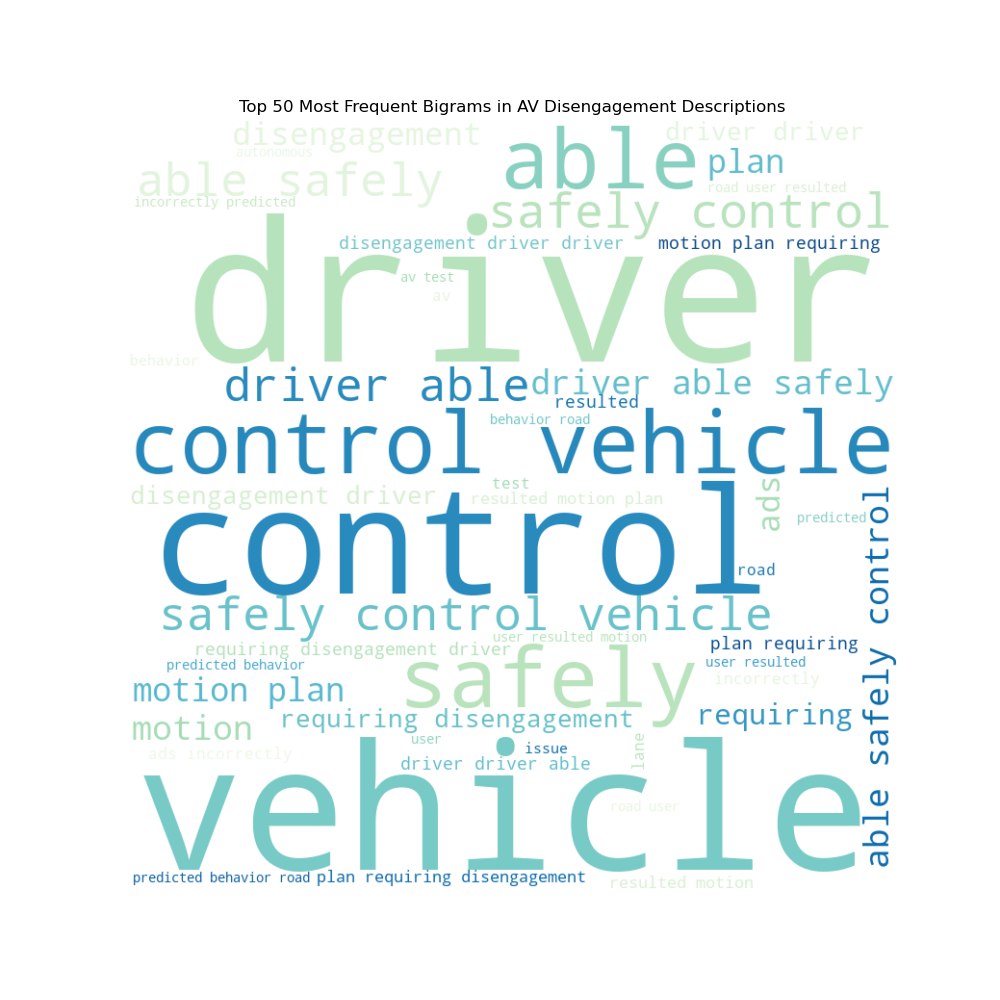 Top 50 Most Frequent Bigrams in AV Disengagement Descriptions
disengagement
driver driver
able
autonomous
plan
able safely
road user resulted
incorrectly predicted
safely control
driver
disengagement driver driver
motion plan requiring
av test
av
behavior
driver able
driver able safely
resulted
behavior road
control vehicle
test
ads
disengagement driver
resulted motion plan
predicted
control
road
able safely control
safely control vehicle
user resulted motion
requiring disengagement driver
plan requiring
predicted behavior
safely
user resulted
incorrectly
motion plan
requiring disengagement
requiring
motion
user
issue
lane
ads incorrectly
driver driver able
vehicle
road user
predicted behavior road
plan requiring disengagement
resulted motion